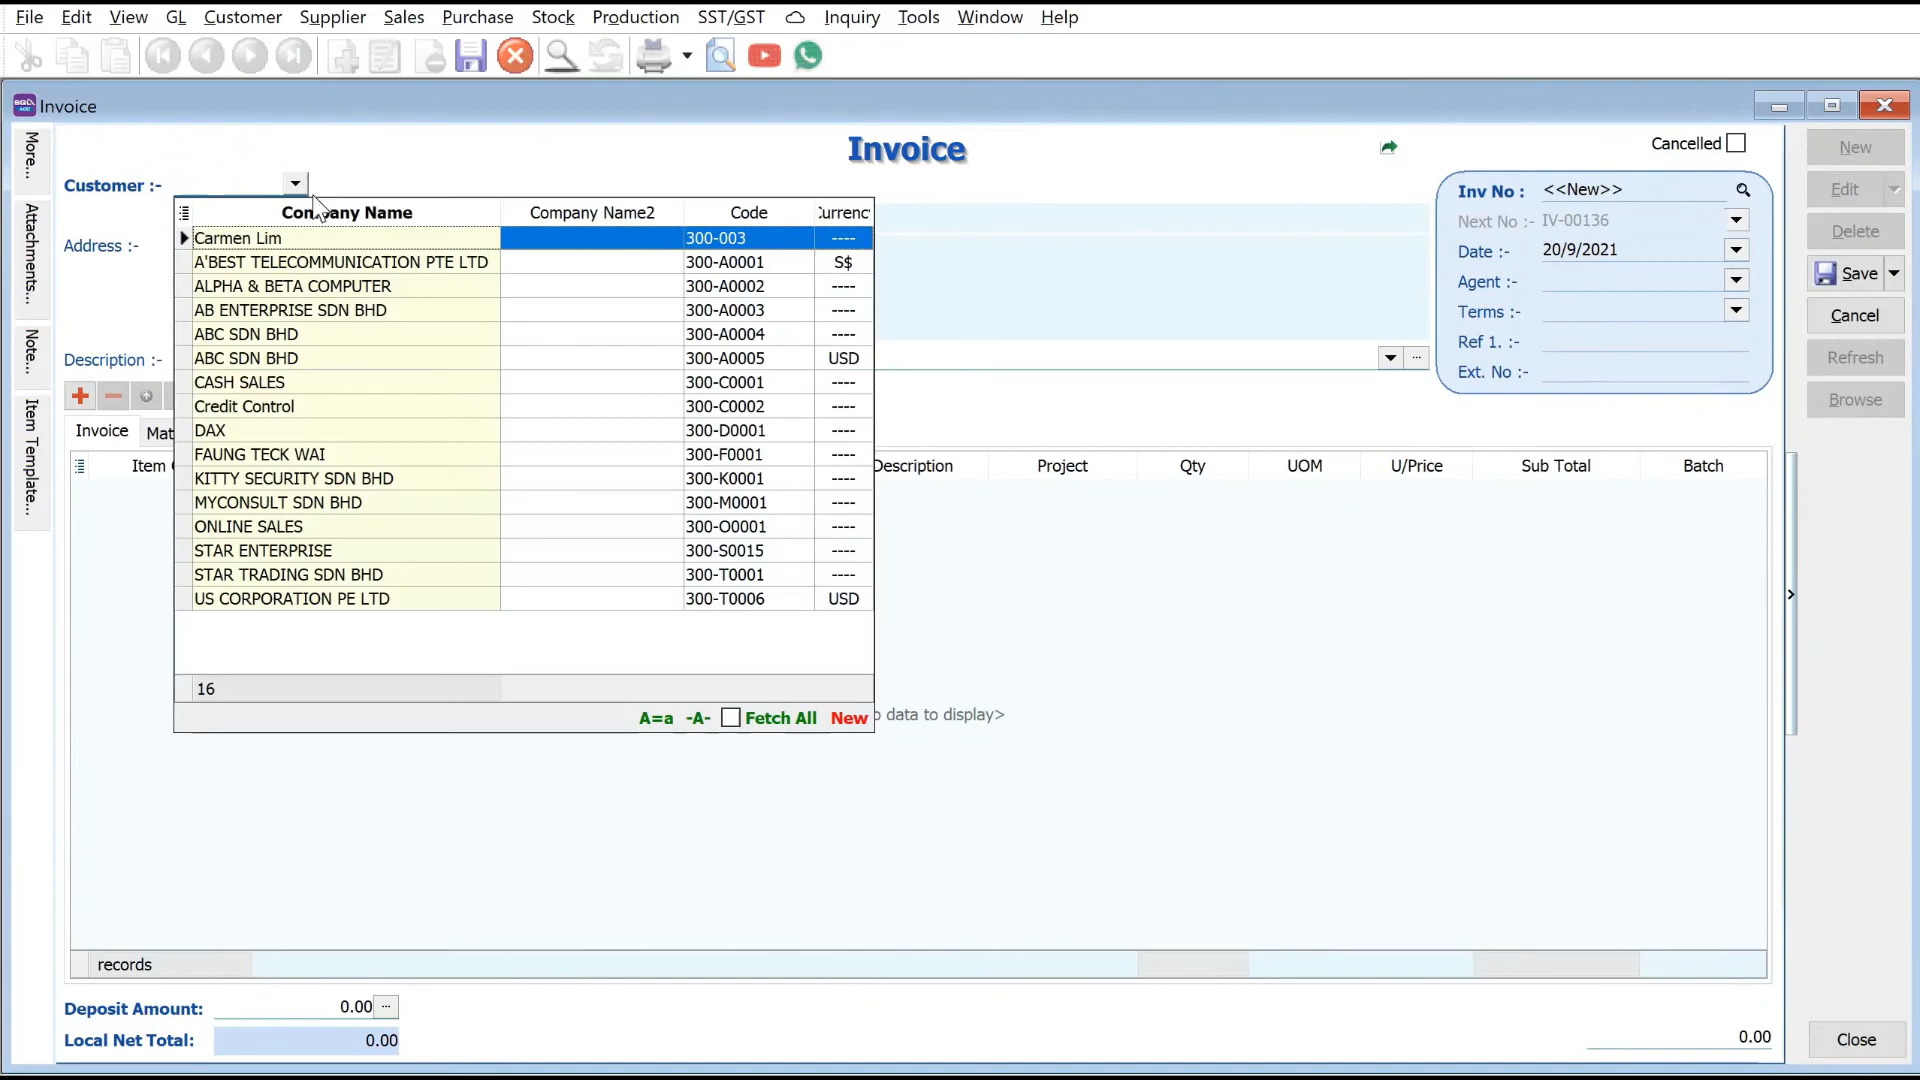 File Edit View GL Customer Supplier Sales Purchase Stock Production SST/GST Inquiry Tools Window Help
Invoice
Invoice
Cancelled
More...
Attachments...
Note...
Item Template...
Customer :-
Address :-
Description :-
Company Name Company Name2 Code Currenc
Carmen Lim 300-003 ----
A'BEST TELECOMMUNICATION PTE LTD 300-A0001 S$
ALPHA & BETA COMPUTER 300-A0002 ----
AB ENTERPRISE SDN BHD 300-A0003 ----
ABC SDN BHD 300-A0004 ----
ABC SDN BHD 300-A0005 USD
CASH SALES 300-C0001 ----
Credit Control 300-C0002 ----
DAX 300-D0001 ----
FAUNG TECK WAI 300-F0001 ----
KITTY SECURITY SDN BHD 300-K0001 ----
MYCONSULT SDN BHD 300-M0001 ----
ONLINE SALES 300-O0001 ----
STAR ENTERPRISE 300-S0015 ----
STAR TRADING SDN BHD 300-T0001 ----
US CORPORATION PE LTD 300-T0006 USD
16
A=a -A- Fetch All New
Inv No : <<New>>
Next No :- IV-00136
Date :- 20/9/2021
Agent :-
Terms :-
Ref 1. :-
Ext. No :-
New
Edit
Delete
Save
Cancel
Refresh
Browse
Invoice Mat
Item Description Project Qty UOM U/Price Sub Total Batch
data to display>
records
Deposit Amount: 0.00
Local Net Total: 0.00
0.00
Close